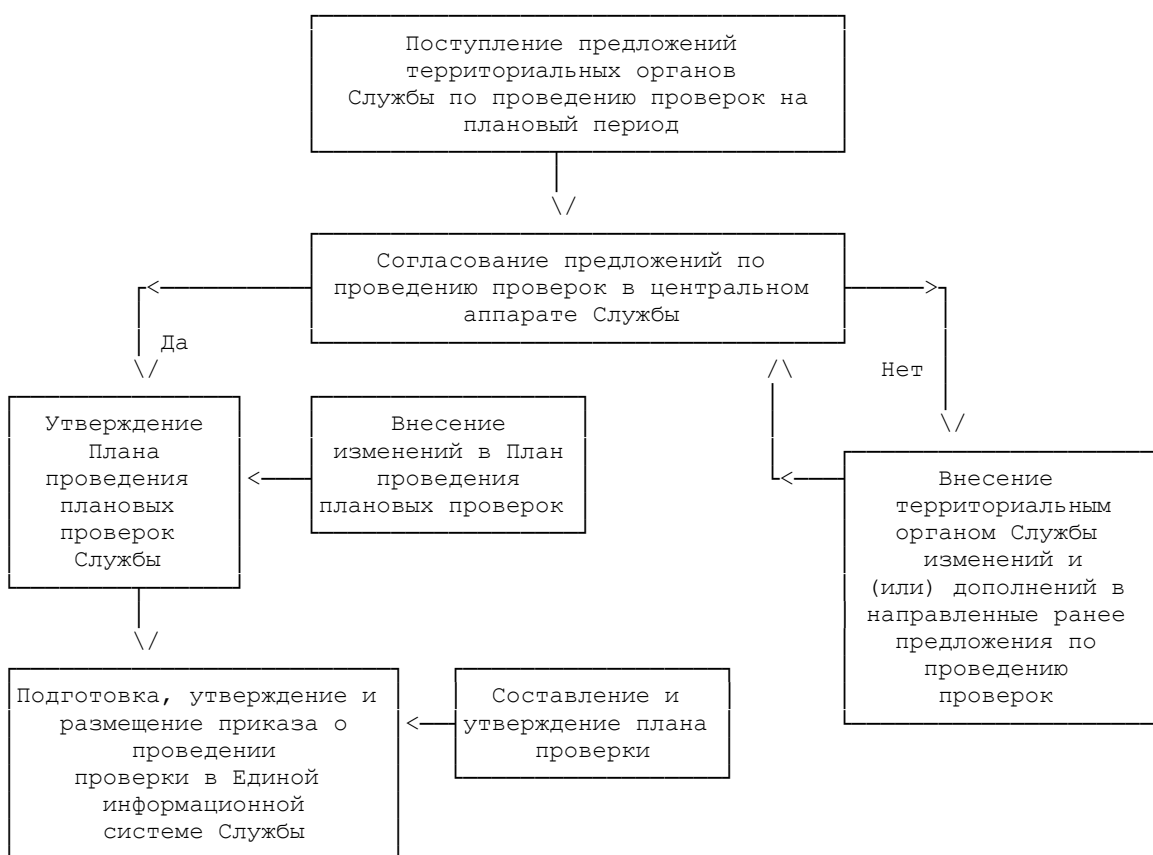 Поступление предложений
территориальных органов
Службы по проведению проверок на
плановый период
Согласование предложений по
проведению проверок в центральном
аппарате Службы
Да
Нет
Утверждение
Плана
проведения
плановых
проверок
Службы
Внесение
изменений в План
проведения
плановых проверок
Внесение
территориальным
органом Службы
изменений и
(или) дополнений в
направленные ранее
предложения по
проведению
проверок
Подготовка, утверждение и
размещение приказа о
проведении
проверки в Единой
информационной
системе Службы
Составление и
утверждение плана
проверки